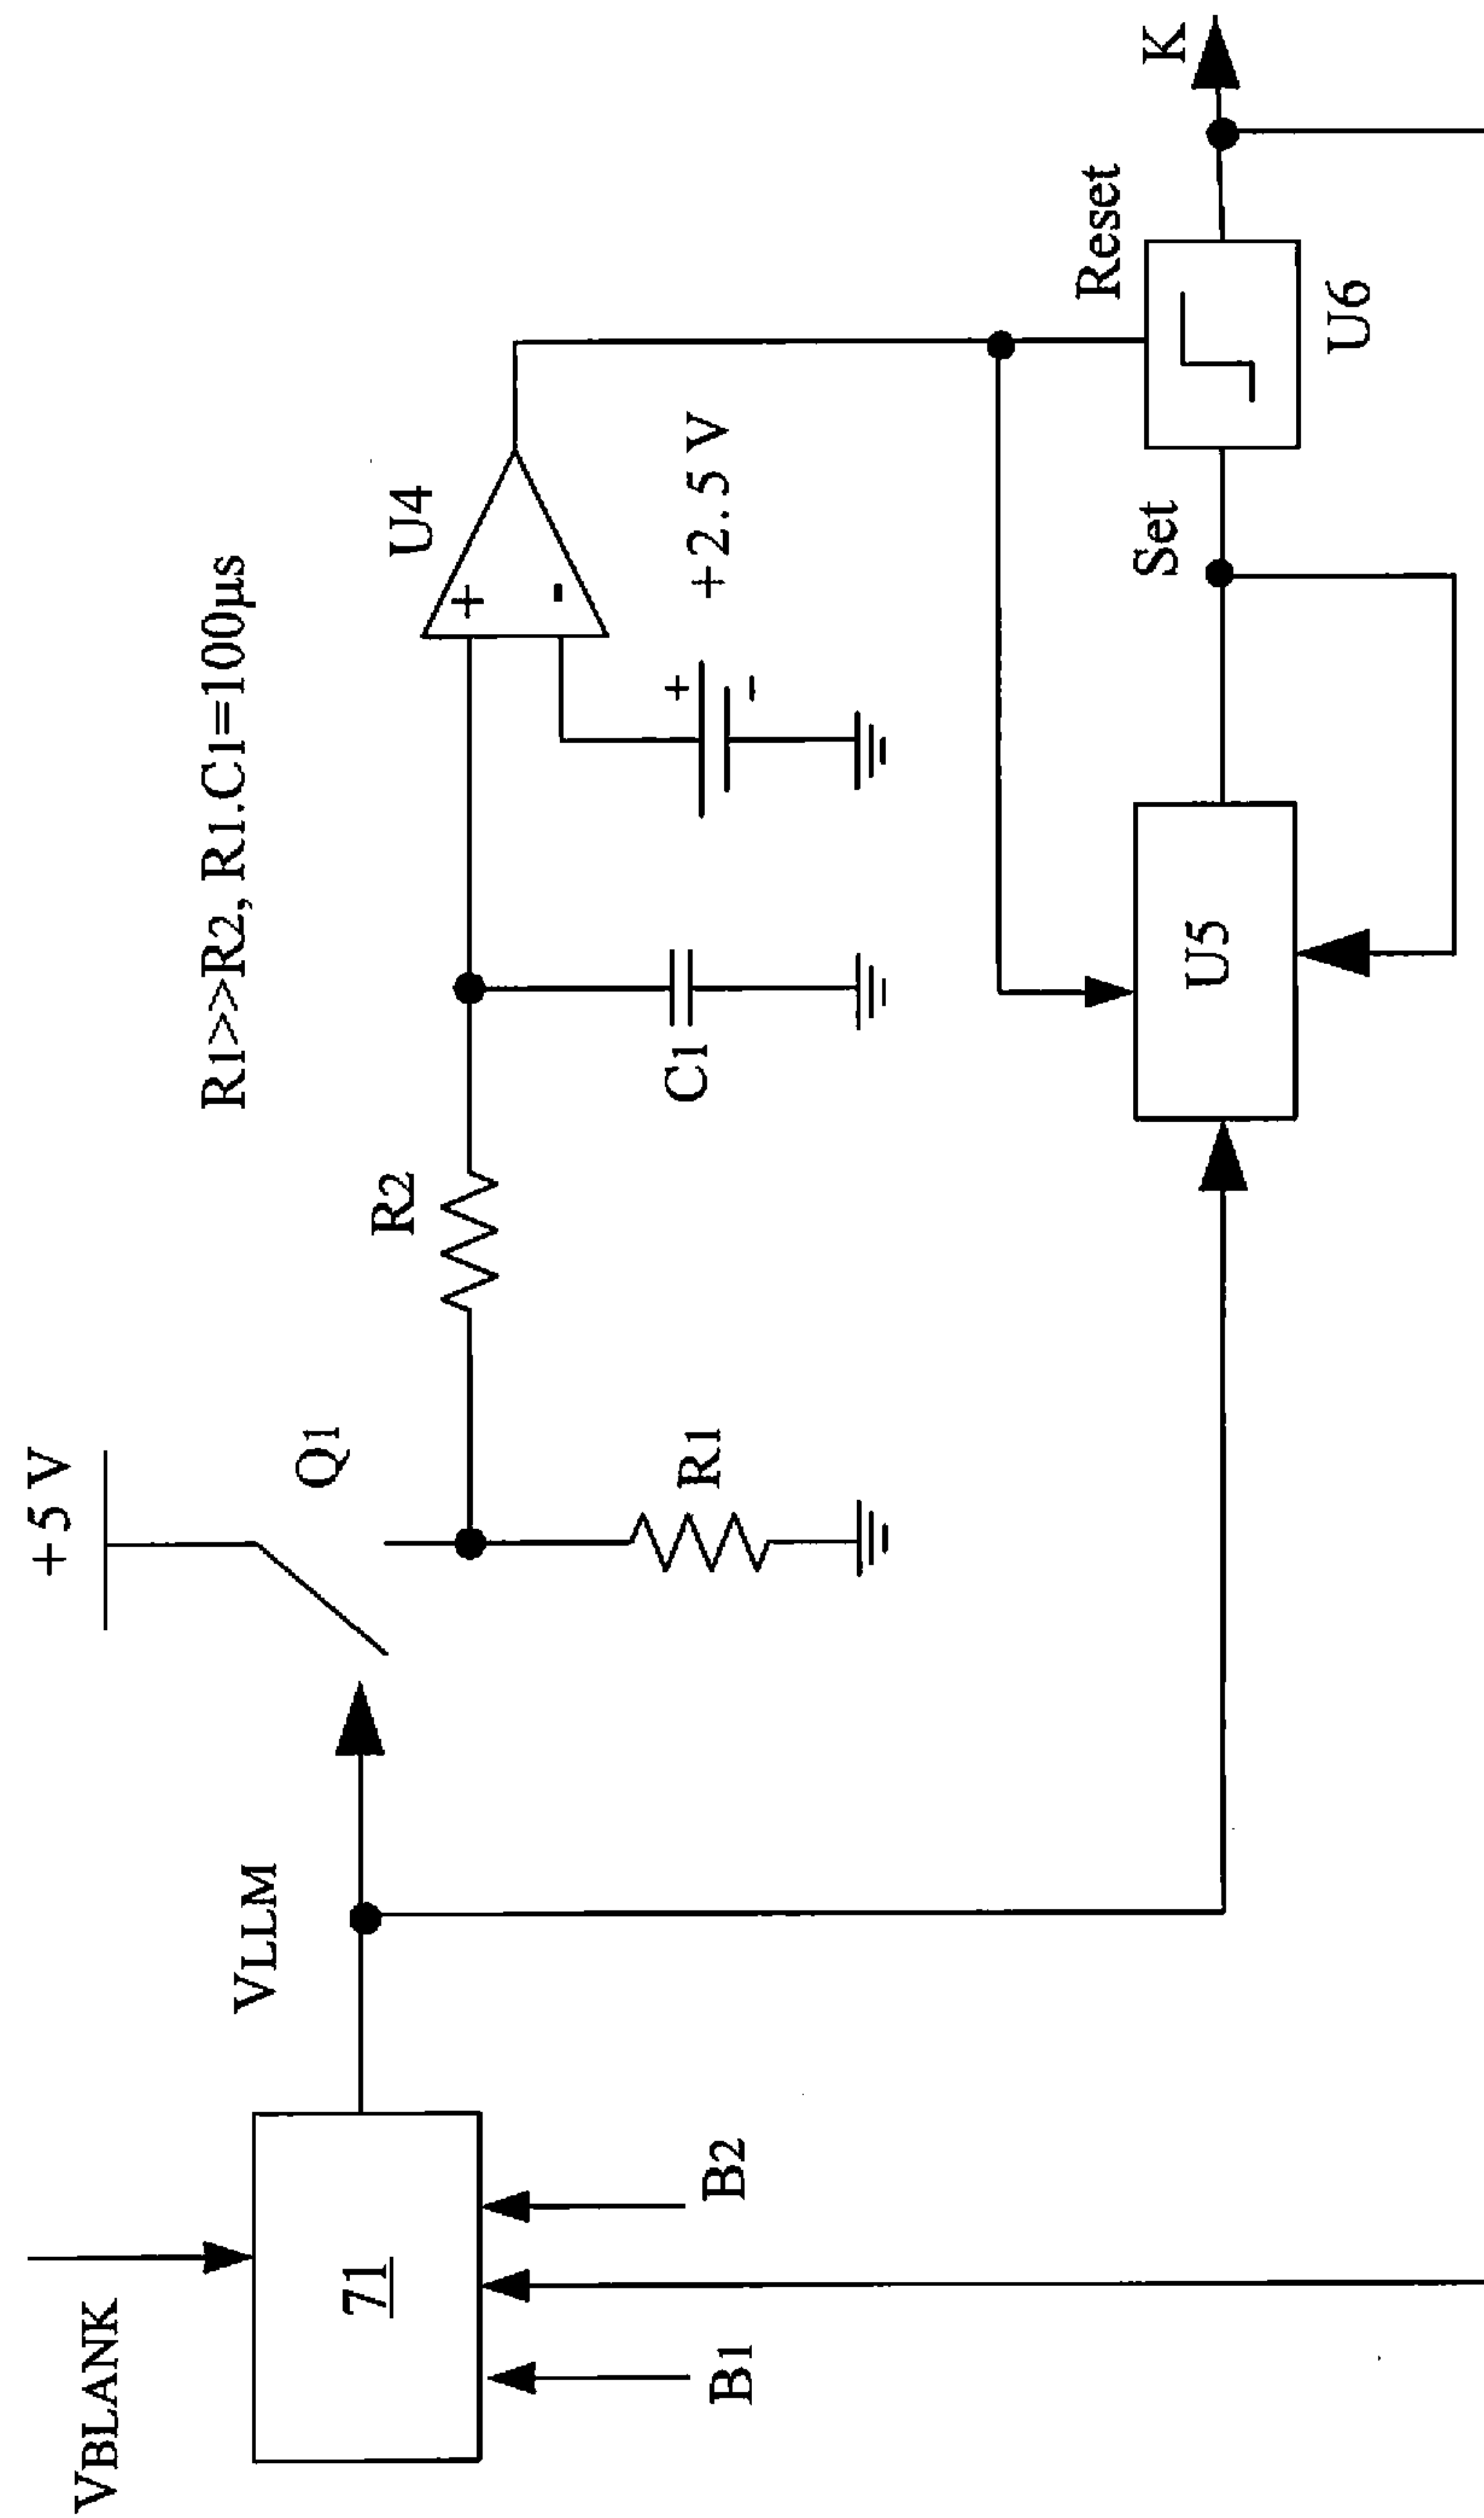 VBLANK
71
B1
B2
VLLM
+5 V
Q1
R1
R2
R1>>R2, R1.C1=100µs
C1
U4
+
-
+
-
+2.5 V
U5
Set
Reset
U6
K